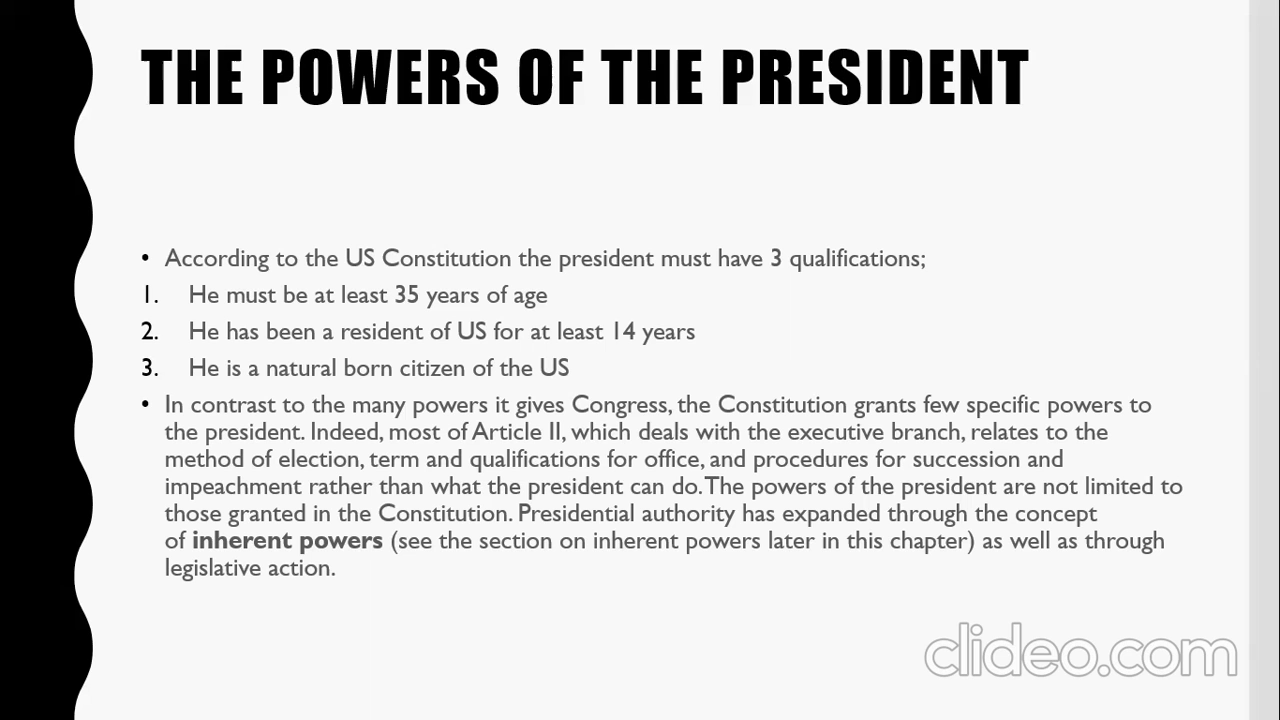 THE POWERS OF THE PRESIDENT
• According to the US Constitution the president must have 3 qualifications;
1. He must be at least 35 years of age
2. He has been a resident of US for at least 14 years
3. He is a natural born citizen of the US
• In contrast to the many powers it gives Congress, the Constitution grants few specific powers to
the president. Indeed, most of Article II, which deals with the executive branch, relates to the
method of election, term and qualifications for office, and procedures for succession and
impeachment rather than what the president can do. The powers of the president are not limited to
those granted in the Constitution. Presidential authority has expanded through the concept
of inherent powers (see the section on inherent powers later in this chapter) as well as through
legislative action.
clideo.com